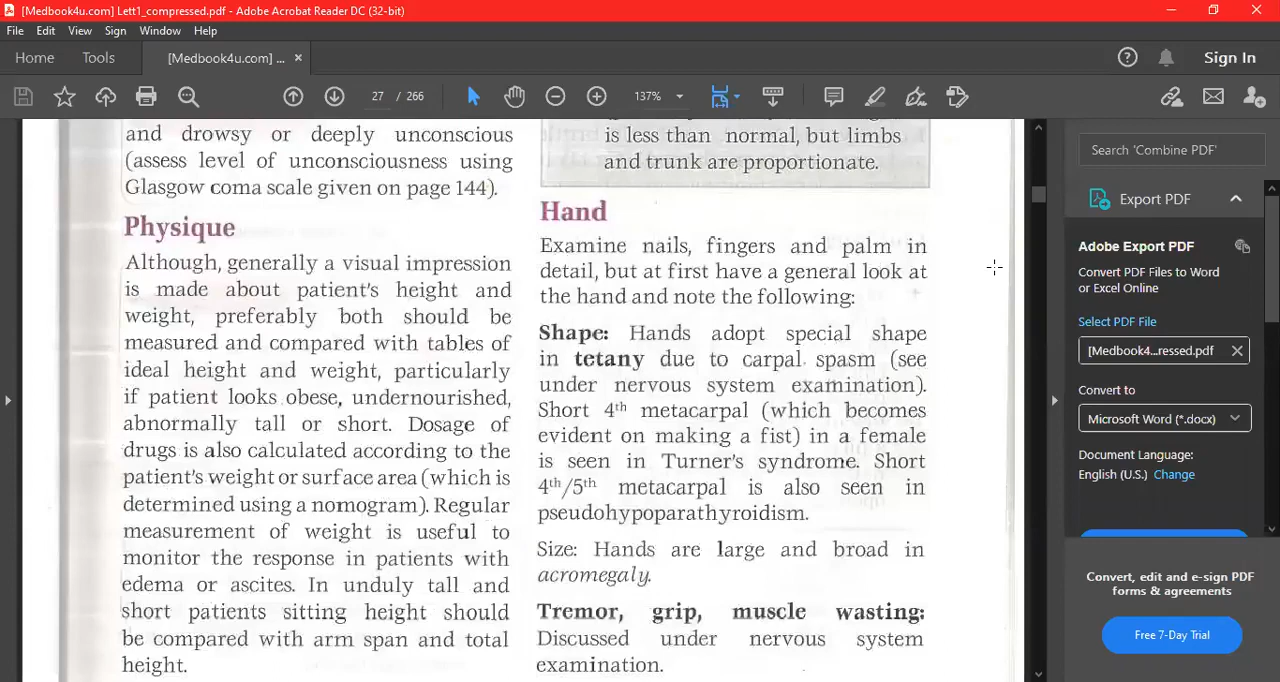 [Medbook4u.com] Lett1_compressed.pdf - Adobe Acrobat Reader DC (32-bit)
File Edit View Sign Window Help
Home Tools [Medbook4u.com] ... × Sign In
27 / 266 137%
and drowsy or deeply unconscious
(assess level of unconsciousness using
Glasgow coma scale given on page 144).
Physique
Although, generally a visual impression
is made about patient's height and
weight, preferably both should be
measured and compared with tables of
ideal height and weight, particularly
if patient looks obese, undernourished,
abnormally tall or short. Dosage of
drugs is also calculated according to the
patient's weight or surface area (which is
determined using a nomogram). Regular
measurement of weight is useful to
monitor the response in patients with
edema or ascites. In unduly tall and
short patients sitting height should
be compared with arm span and total
height.
is less than normal, but limbs
and trunk are proportionate.
Hand
Examine nails, fingers and palm in
detail, but at first have a general look at
the hand and note the following:
Shape: Hands adopt special shape
in tetany due to carpal spasm (see
under nervous system examination).
Short 4th metacarpal (which becomes
evident on making a fist) in a female
is seen in Turner's syndrome. Short
4th/5th metacarpal is also seen in
pseudohypoparathyroidism.
Size: Hands are large and broad in
acromegaly.
Tremor, grip, muscle wasting:
Discussed under nervous system
examination.
Search 'Combine PDF'
Export PDF
Adobe Export PDF
Convert PDF Files to Word
or Excel Online
Select PDF File
[Medbook4...ressed.pdf
Convert to
Microsoft Word (*.docx)
Document Language:
English (U.S.) Change
Convert, edit and e-sign PDF
forms & agreements
Free 7-Day Trial